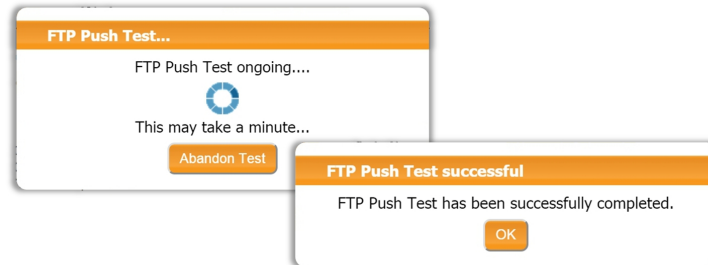 FTP Push Test...
FTP Push Test ongoing....
This may take a minute...
Abandon Test
FTP Push Test successful
FTP Push Test has been successfully completed.
OK